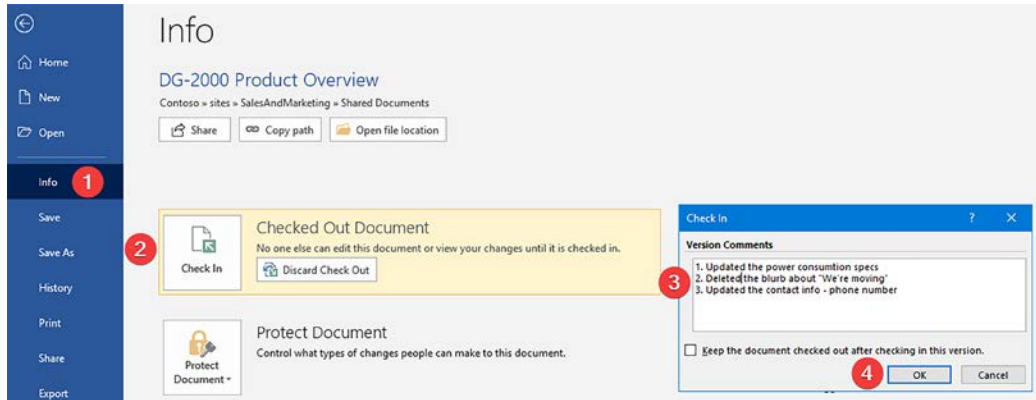 Info
Home
New
Open
Info
1
Save
Save As
History
Print
Share
Export
DG-2000 Product Overview
Contoso » sites » SalesAndMarketing » Shared Documents
Share
Copy path
Open file location
2
Check In
Checked Out Document
No one else can edit this document or view your changes until it is checked in.
Discard Check Out
Protect
Document
Protect Document
Control what types of changes people can make to this document.
Check In
?
Version Comments
3
1. Updated the power consumtion specs
2. Deleted the blurb about "We're moving"
3. Updated the contact info - phone number
Keep the document checked out after checking in this version.
4
OK
Cancel